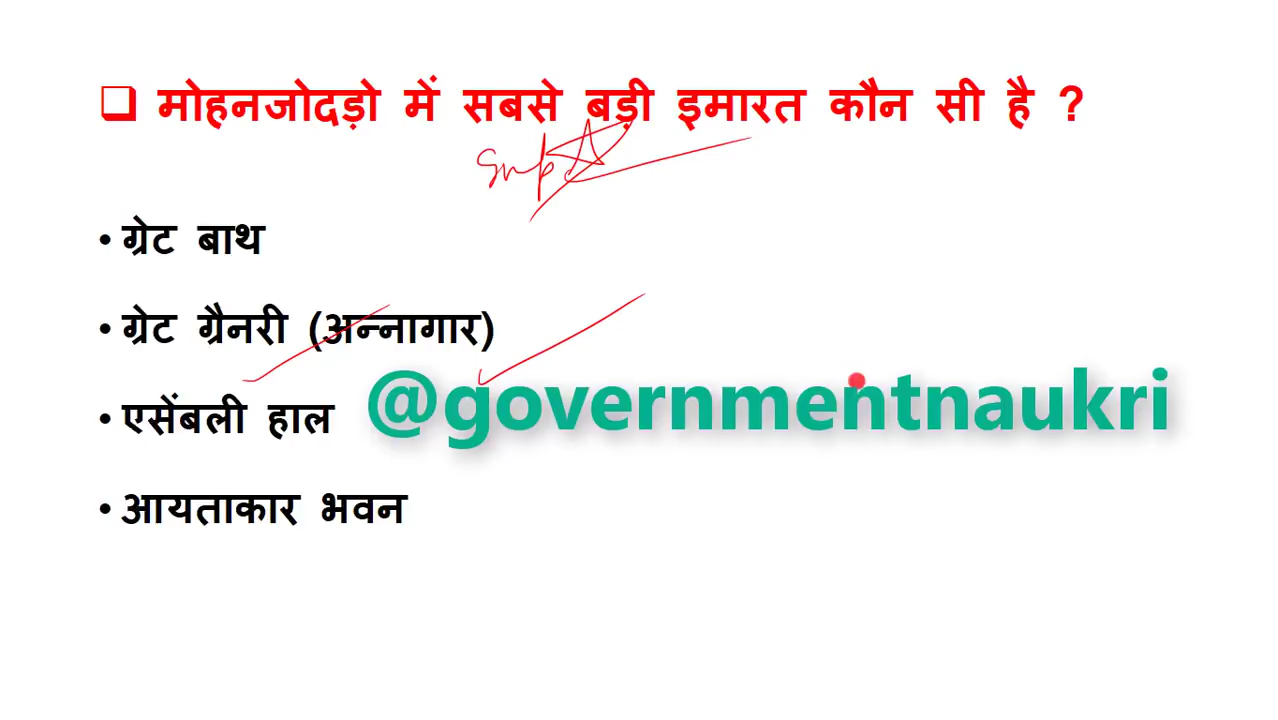 ❑ मोहनजोदड़ो में सबसे बड़ी इमारत कौन सी है ?
• ग्रेट बाथ
• ग्रेट ग्रैनरी (अन्नागार)
• एसेंबली हाल
@governmentnaukri
• आयताकार भवन